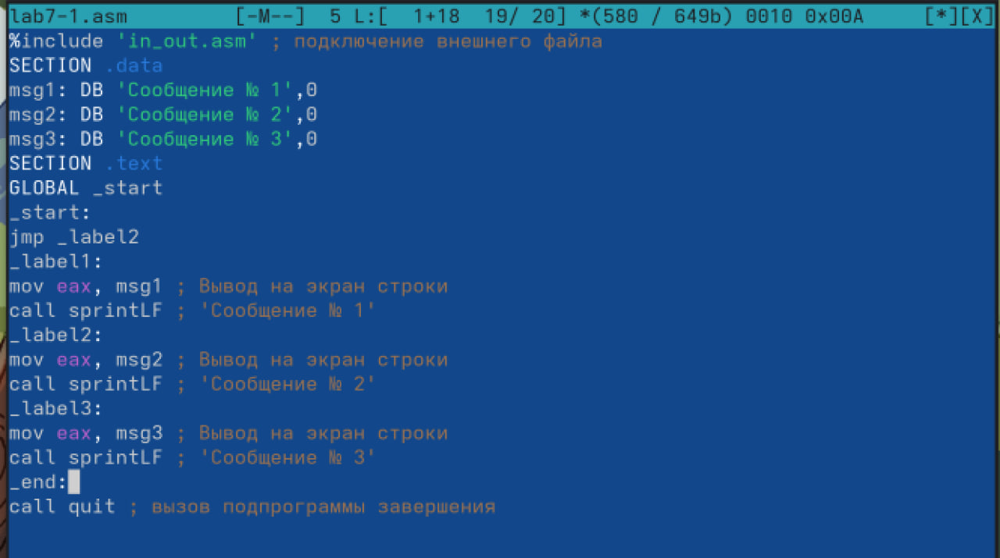 lab7-1.asm [-M--] 5 L:[ 1+18 19/ 20] *(580 / 649b) 0010 0x00A [*][X]
%include 'in_out.asm' ; подключение внешнего файла
SECTION .data
msg1: DB 'Сообщение № 1',0
msg2: DB 'Сообщение № 2',0
msg3: DB 'Сообщение № 3',0
SECTION .text
GLOBAL _start
_start:
jmp _label2
_label1:
mov eax, msg1 ; Вывод на экран строки
call sprintLF ; 'Сообщение № 1'
_label2:
mov eax, msg2 ; Вывод на экран строки
call sprintLF ; 'Сообщение № 2'
_label3:
mov eax, msg3 ; Вывод на экран строки
call sprintLF ; 'Сообщение № 3'
_end:
call quit ; вызов подпрограммы завершения